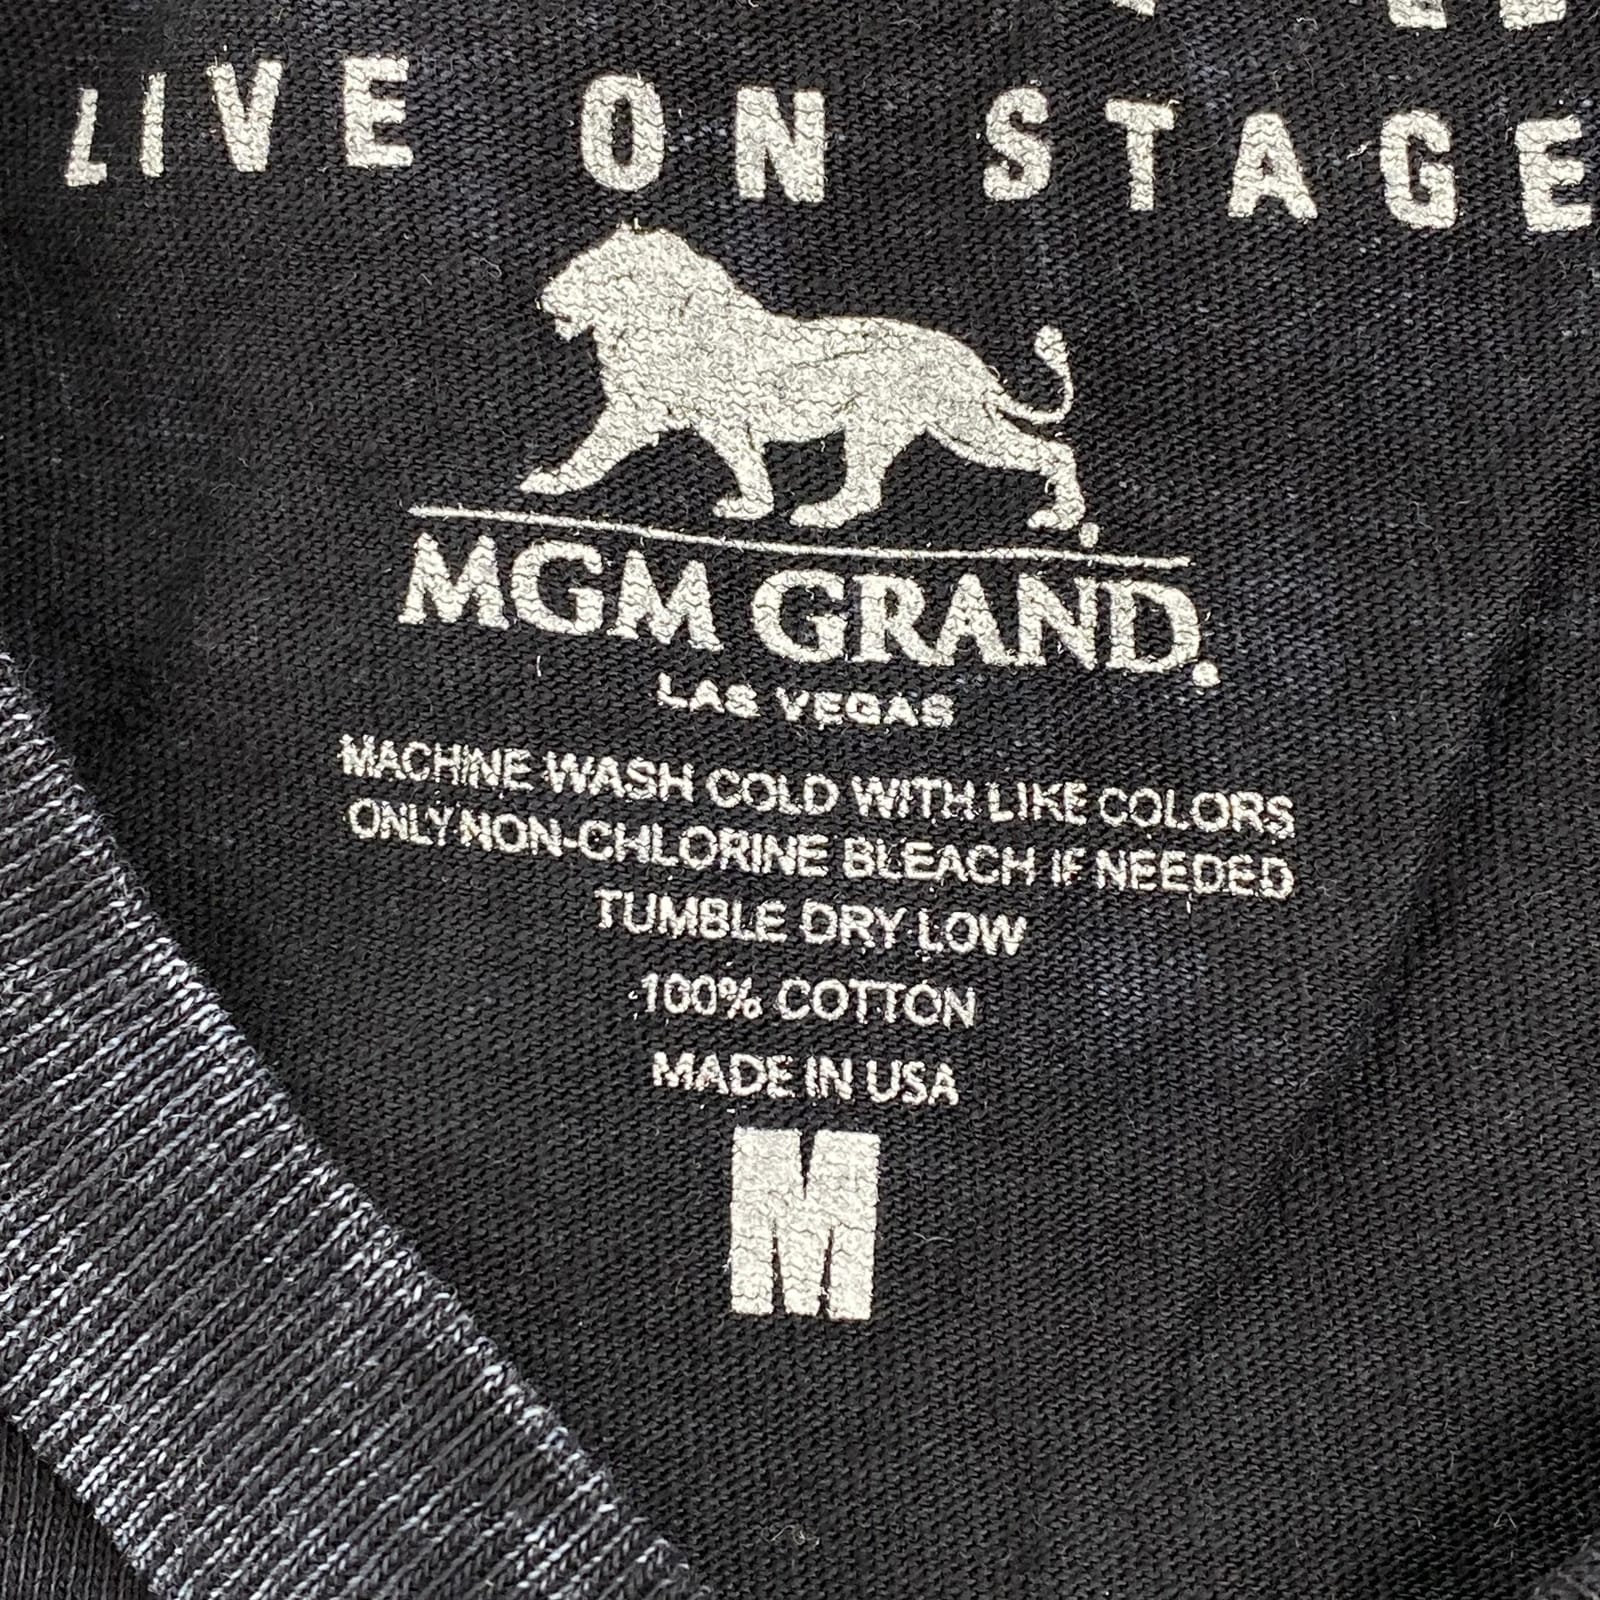 LIVE ON STAGE
MGM GRAND
LAS VEGAS
MACHINE WASH COLD WITH LIKE COLORS
ONLY NON-CHLORINE BLEACH IF NEEDED
TUMBLE DRY LOW
100% COTTON
MADE IN USA
M